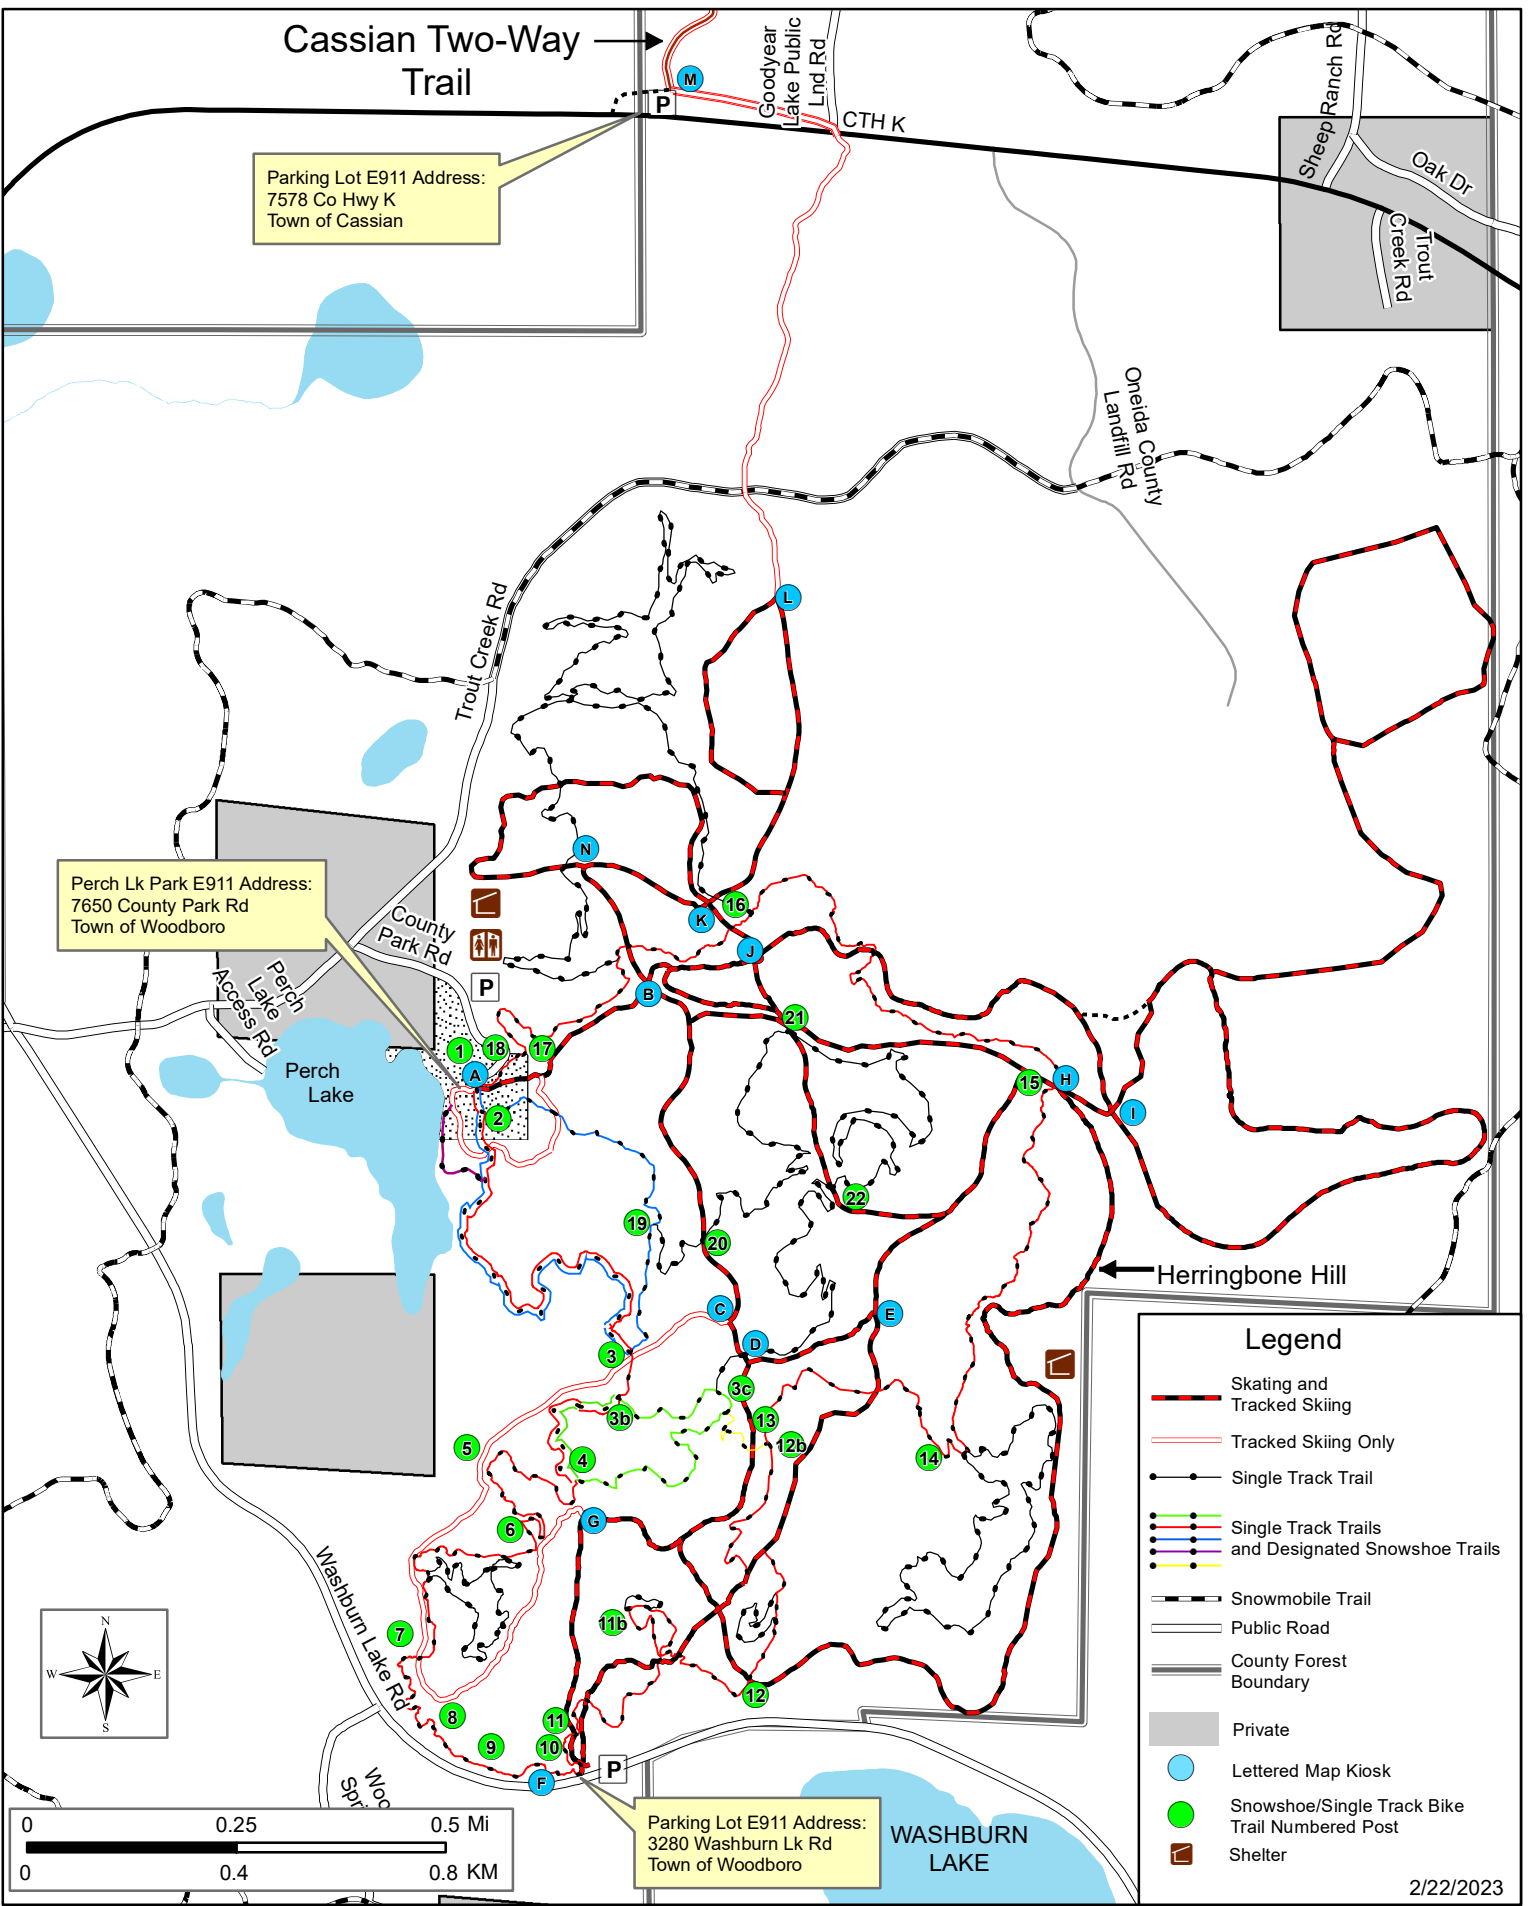 Cassian Two-Way
Trail
M
P
Goodyear
Lake Public
Lnd Rd
CTH K
Sheep Ranch Rd
Oak Dr
Trout
Creek Rd
Parking Lot E911 Address:
7578 Co Hwy K
Town of Cassian
Oneida County
Landfill Rd
Trout Creek Rd
L
N
K
16
J
B
21
Perch Lk Park E911 Address:
7650 County Park Rd
Town of Woodboro
County
Park Rd
P
Perch
Lake
Access Rd
Perch
Lake
1
18
17
A
2
15
H
I
22
19
20
Herringbone Hill
C
D
E
3
3c
3b
13
12b
5
4
14
6
G
7
11b
12
8
11
9
10
F
P
Washburn Lake Rd
N
W
E
S
0
0.25
0.5 Mi
0
0.4
0.8 KM
Parking Lot E911 Address:
3280 Washburn Lk Rd
Town of Woodboro
WASHBURN
LAKE
Legend
Skating and
Tracked Skiing
Tracked Skiing Only
Single Track Trail
Single Track Trails
and Designated Snowshoe Trails
Snowmobile Trail
Public Road
County Forest
Boundary
Private
Lettered Map Kiosk
Snowshoe/Single Track Bike
Trail Numbered Post
Shelter
2/22/2023